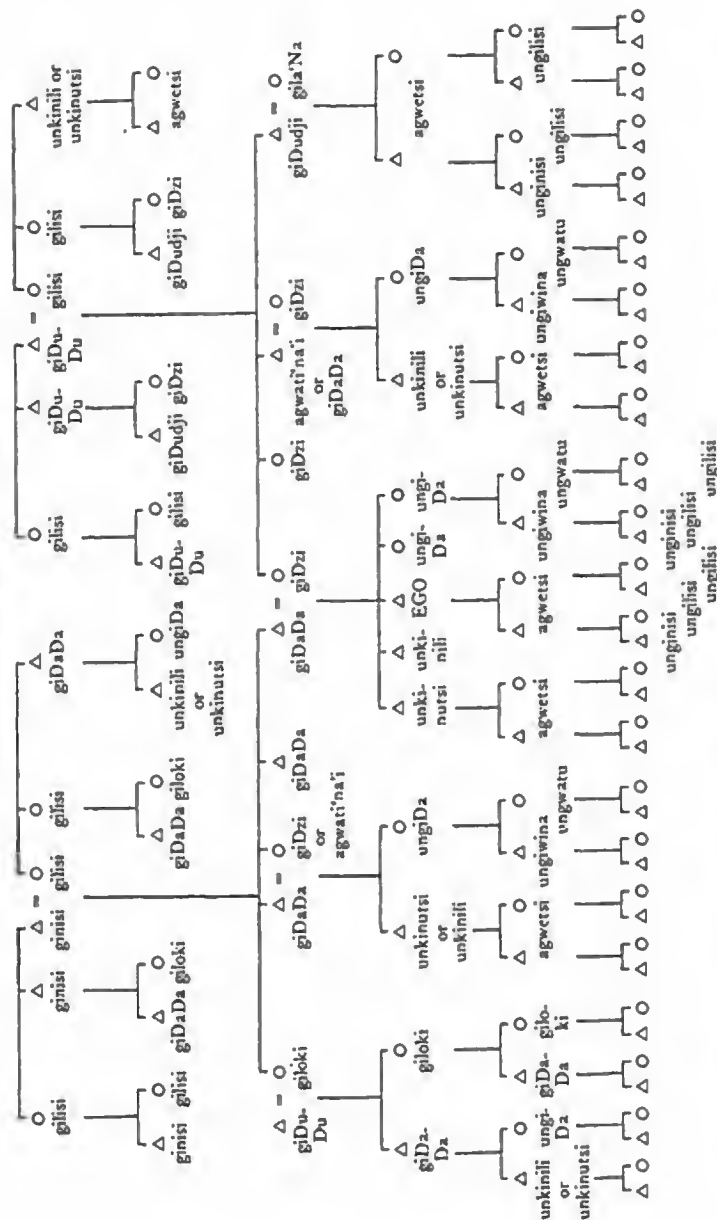 gilisi ginisi ginisi gilisi gilisi giDaDa gilisi giDu- giDu- gilisi gilisi unkinili or
Du Du unkinutsi
ginisi gilisi giDaDa giloki giDaDa giloki unkinili ungiDa giDu- gilisi giDudji giDzi giDudji giDzi agwetsi
or Du
unkinutsi
△ = ○ △ = ○ △ △ = ○ ○ △ = ○ △ = ○
giDu- giloki giDaDa giDzi giDaDa giDaDa giDzi giDzi agwati'na'i giDzi giDudji gila'Na
Du or or
agwati'na'i giDaDa
giDa- giloki unkinutsi ungiDa unki- unki- EGO ungi- ungi- unkinili ungiDa agwetsi
Da or nutsi nili Da Da or
unkinili unkinutsi
unkinili ungi- giDa- gilo- agwetsi ungiwina agwetsi agwetsi ungiwina agwetsi ungiwina unginisi ungilisi
or Da Da ki
unkinutsi
ungwatu ungwatu ungwatu ungilisi
unginisi unginisi
ungilisi ungilisi
ungilisi ungilisi